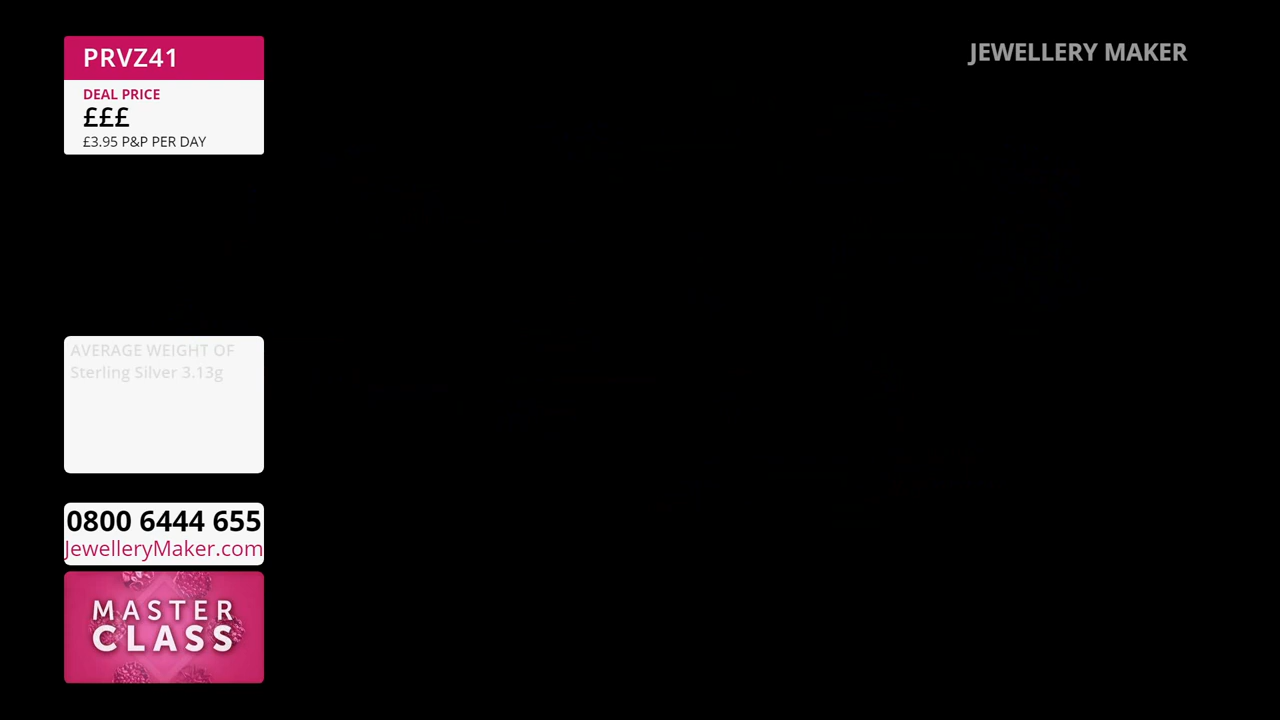 PRVZ41
DEAL PRICE
£££
£3.95 P&P PER DAY
JEWELLERY MAKER
AVERAGE WEIGHT OF
Sterling Silver 3.13g
0800 6444 655
JewelleryMaker.com
MASTER
CLASS